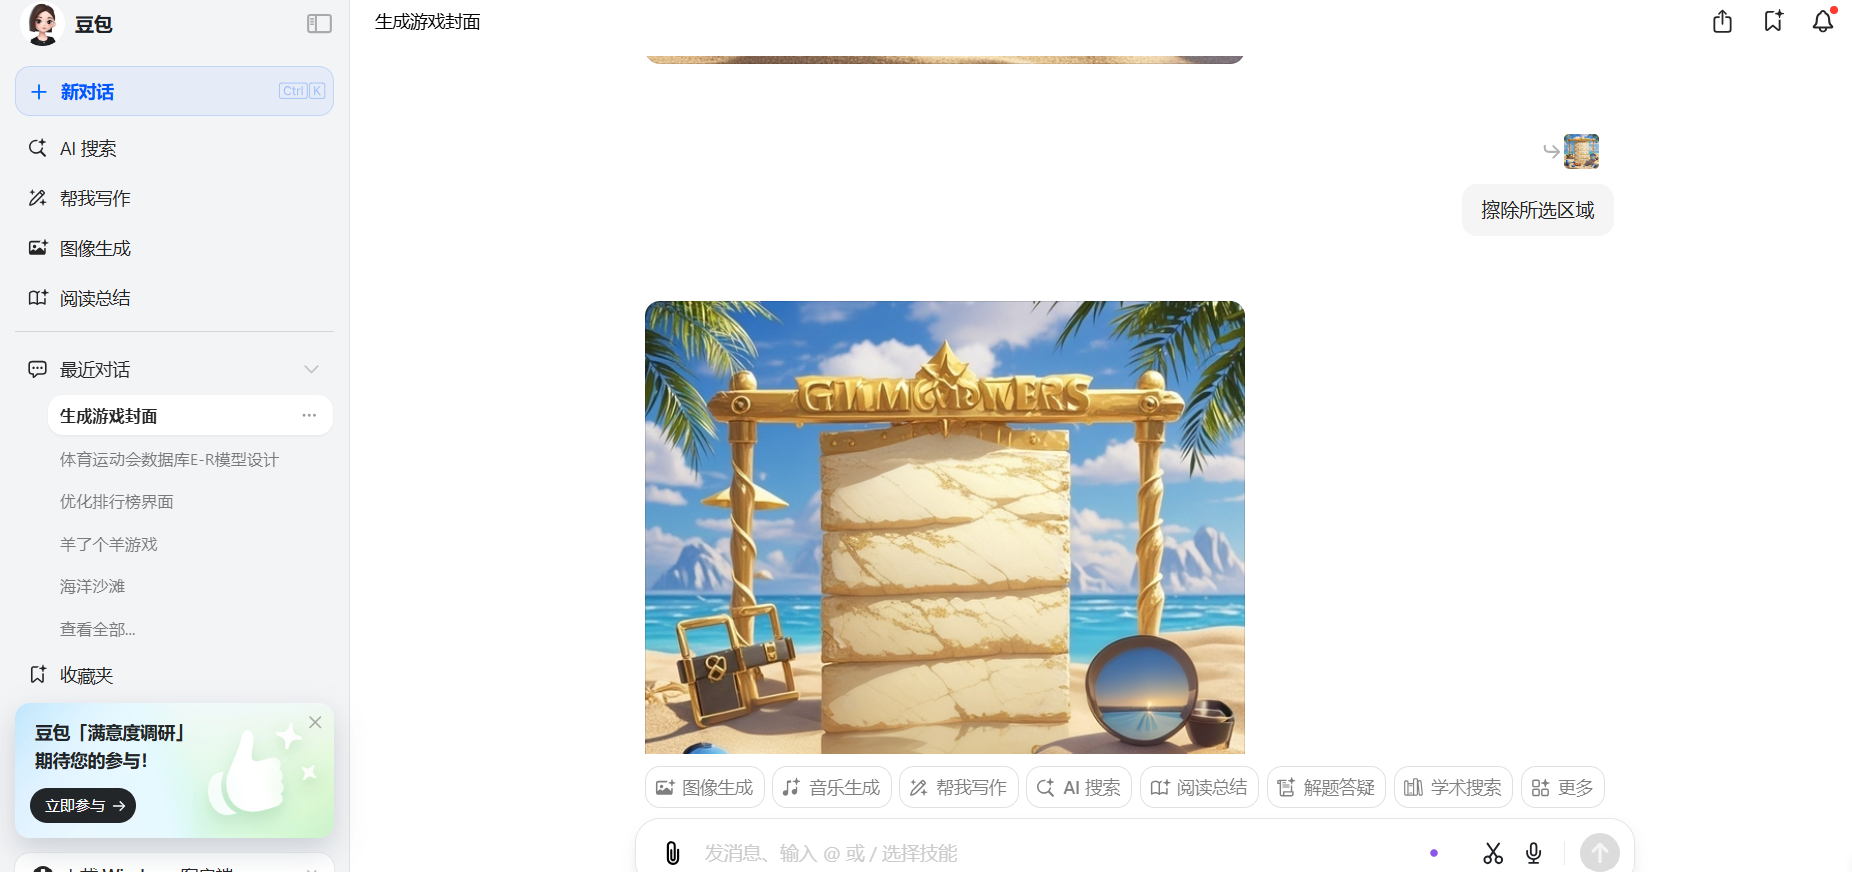 豆包
新对话
Ctrl K
AI 搜索
帮我写作
图像生成
阅读总结
最近对话
生成游戏封面
体育运动会数据库E-R模型设计
优化排行榜界面
羊了个羊游戏
海洋沙滩
查看全部...
收藏夹
豆包「满意度调研」
期待您的参与!
立即参与
生成游戏封面
擦除所选区域
图像生成
音乐生成
帮我写作
AI 搜索
阅读总结
解题答疑
学术搜索
更多
发消息、输入 @ 或 / 选择技能